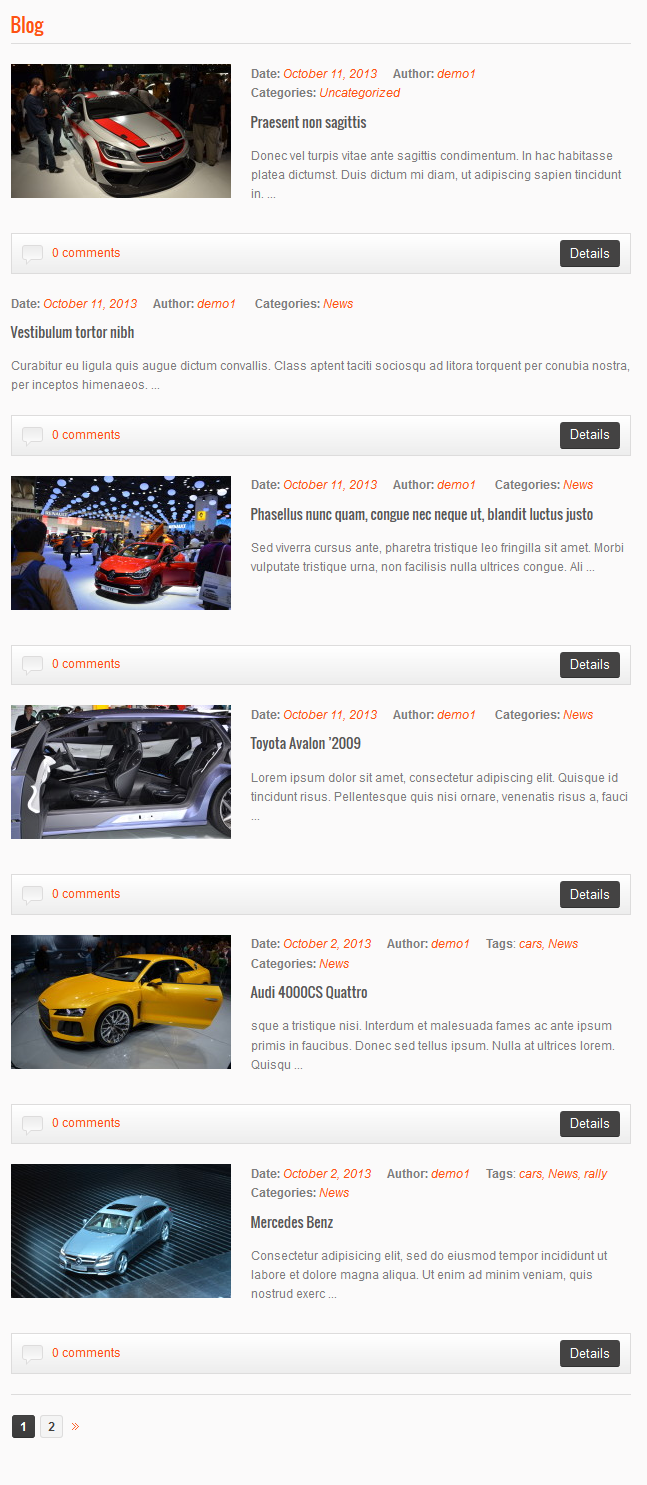 Blog
Date: October 11, 2013 Author: demo1
Categories: Uncategorized
Praesent non sagittis
Donec vel turpis vitae ante sagittis condimentum. In hac habitasse
platea dictumst. Duis dictum mi diam, ut adipiscing sapien tincidunt
in. ...
0 comments Details
Date: October 11, 2013 Author: demo1 Categories: News
Vestibulum tortor nibh
Curabitur eu ligula quis augue dictum convallis. Class aptent taciti sociosqu ad litora torquent per conubia nostra,
per inceptos himenaeos. ...
0 comments Details
Date: October 11, 2013 Author: demo1 Categories: News
Phasellus nunc quam, congue nec neque ut, blandit luctus justo
Sed viverra cursus ante, pharetra tristique leo fringilla sit amet. Morbi
vulputate tristique urna, non facilisis nulla ultrices congue. Ali ...
0 comments Details
Date: October 11, 2013 Author: demo1 Categories: News
Toyota Avalon '2009
Lorem ipsum dolor sit amet, consectetur adipiscing elit. Quisque id
tincidunt risus. Pellentesque quis nisi ornare, venenatis risus a, fauci
...
0 comments Details
Date: October 2, 2013 Author: demo1 Tags: cars, News
Categories: News
Audi 4000CS Quattro
sque a tristique nisi. Interdum et malesuada fames ac ante ipsum
primis in faucibus. Donec sed tellus ipsum. Nulla at ultrices lorem.
Quisqu ...
0 comments Details
Date: October 2, 2013 Author: demo1 Tags: cars, News, rally
Categories: News
Mercedes Benz
Consectetur adipisicing elit, sed do eiusmod tempor incididunt ut
labore et dolore magna aliqua. Ut enim ad minim veniam, quis
nostrud exerc ...
0 comments Details
1 2 »